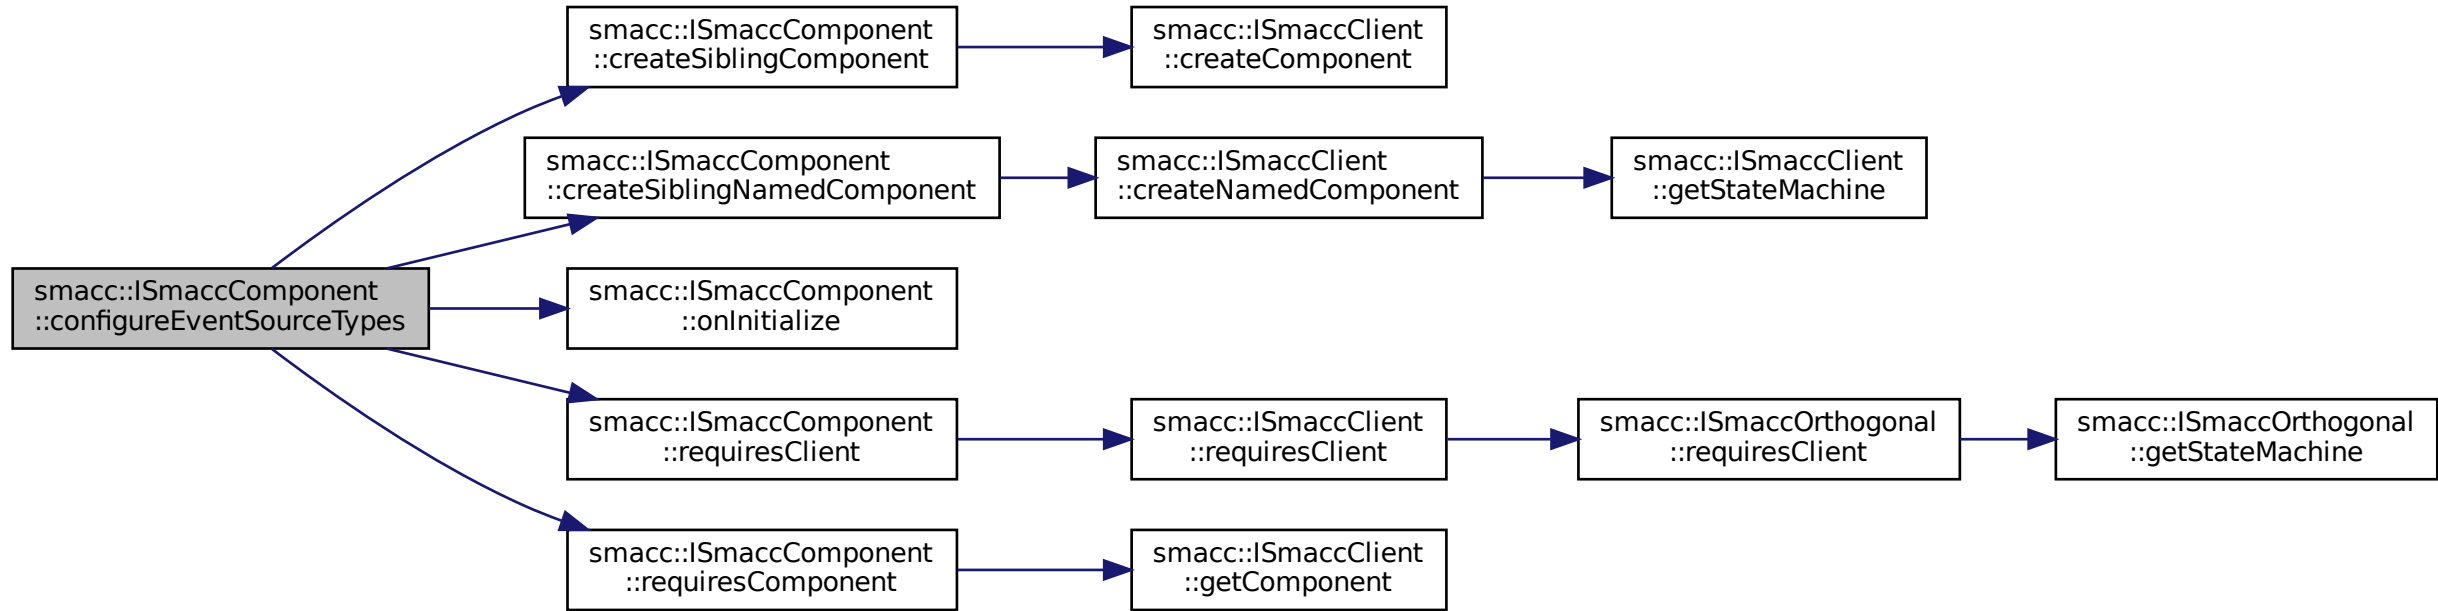 smacc::ISmaccComponent
::createSiblingComponent
smacc::ISmaccClient
::createComponent
smacc::ISmaccComponent
::createSiblingNamedComponent
smacc::ISmaccClient
::createNamedComponent
smacc::ISmaccClient
::getStateMachine
smacc::ISmaccComponent
::configureEventSourceTypes
smacc::ISmaccComponent
::onInitialize
smacc::ISmaccComponent
::requiresClient
smacc::ISmaccClient
::requiresClient
smacc::ISmaccOrthogonal
::requiresClient
smacc::ISmaccOrthogonal
::getStateMachine
smacc::ISmaccComponent
::requiresComponent
smacc::ISmaccClient
::getComponent